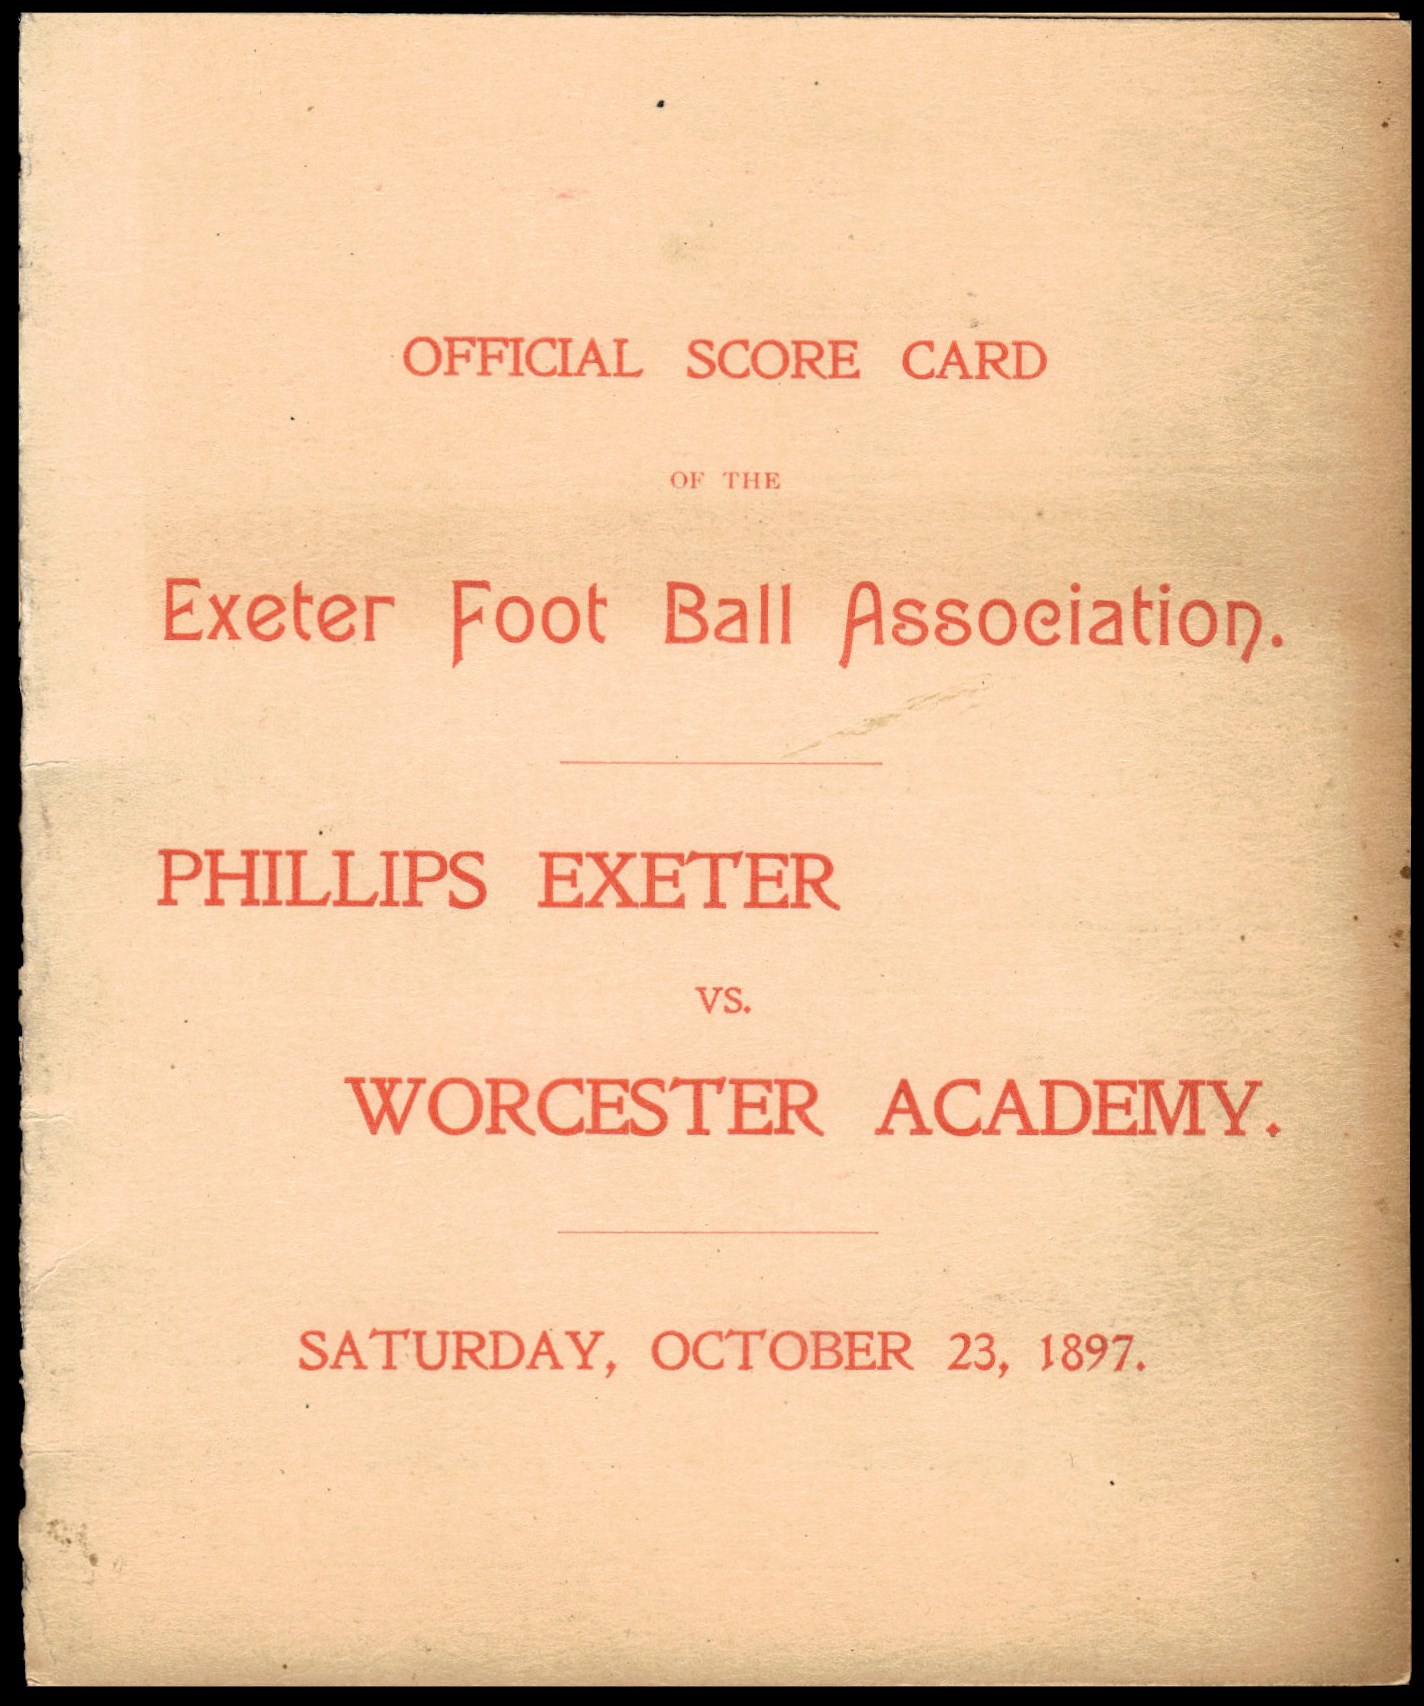 OFFICIAL SCORE CARD
OF THE
Exeter Foot Ball Association.
PHILLIPS EXETER
VS.
WORCESTER ACADEMY.
SATURDAY, OCTOBER 23, 1897.